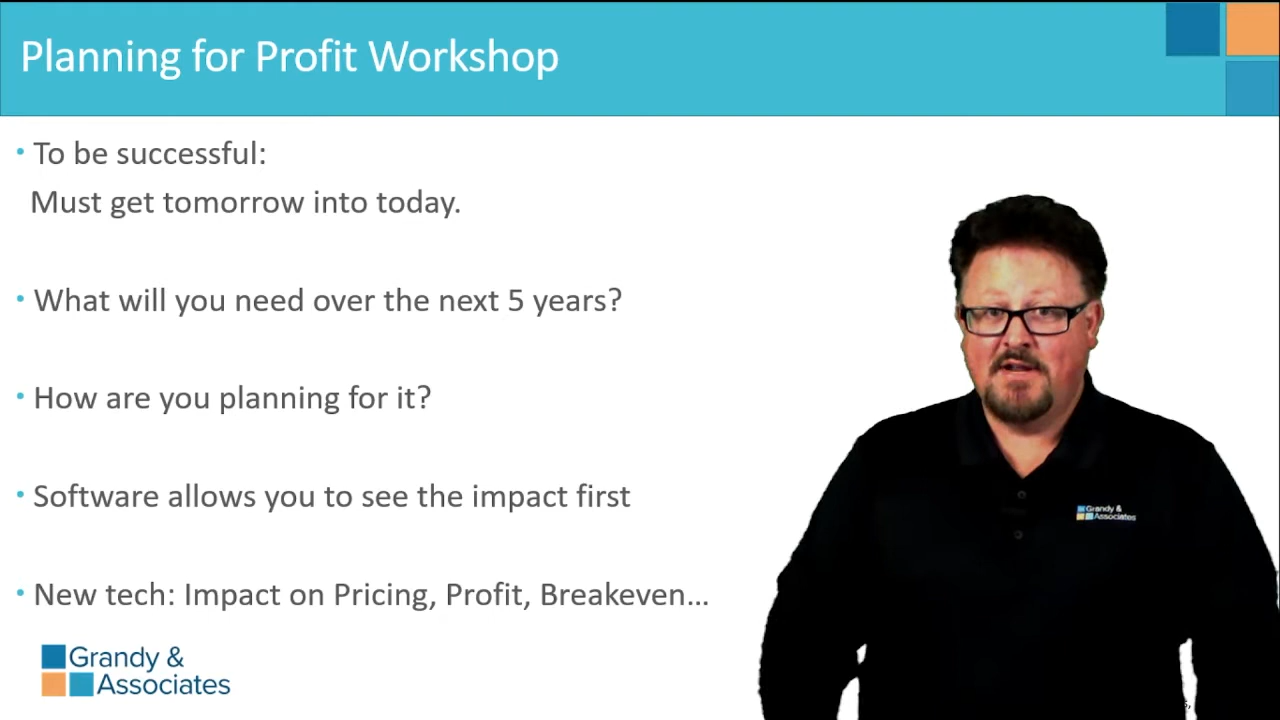 Planning for Profit Workshop
• To be successful:
Must get tomorrow into today.
• What will you need over the next 5 years?
• How are you planning for it?
• Software allows you to see the impact first
• New tech: Impact on Pricing, Profit, Breakeven...
Grandy &
Associates
Grandy &
Associates